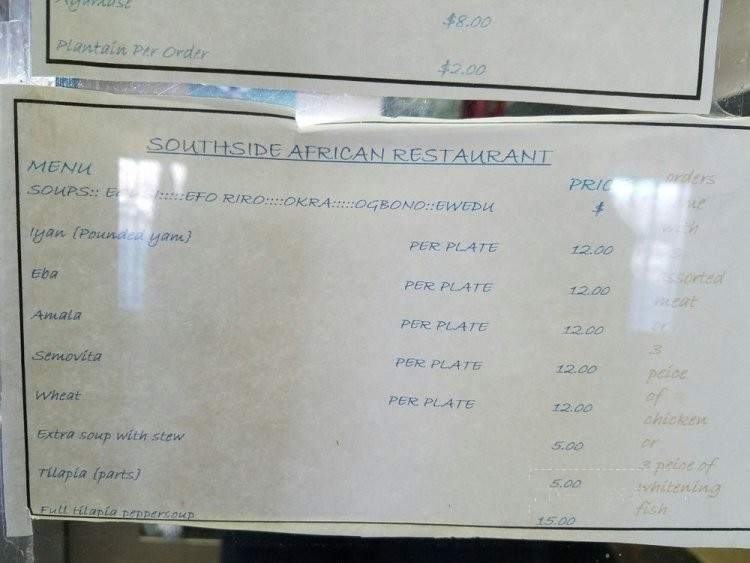 $8.00
Plantain Per Order $2.00
SOUTHSIDE AFRICAN RESTAURANT
MENU
SOUPS:: EFO RIRO::::OKRA:::::OGBONO::EWEDU $
Iyan (Pounded yam) PER PLATE 12.00
Eba PER PLATE 12.00
Amala PER PLATE 12.00
Semovita PER PLATE 12.00
Wheat PER PLATE 12.00
Extra soup with stew 5.00
Tilapia (parts) 5.00
Full tilapia peppersoup 15.00
orders
with
meat
or
3
peice
of
chicken
or
3 peice of
whitening
fish